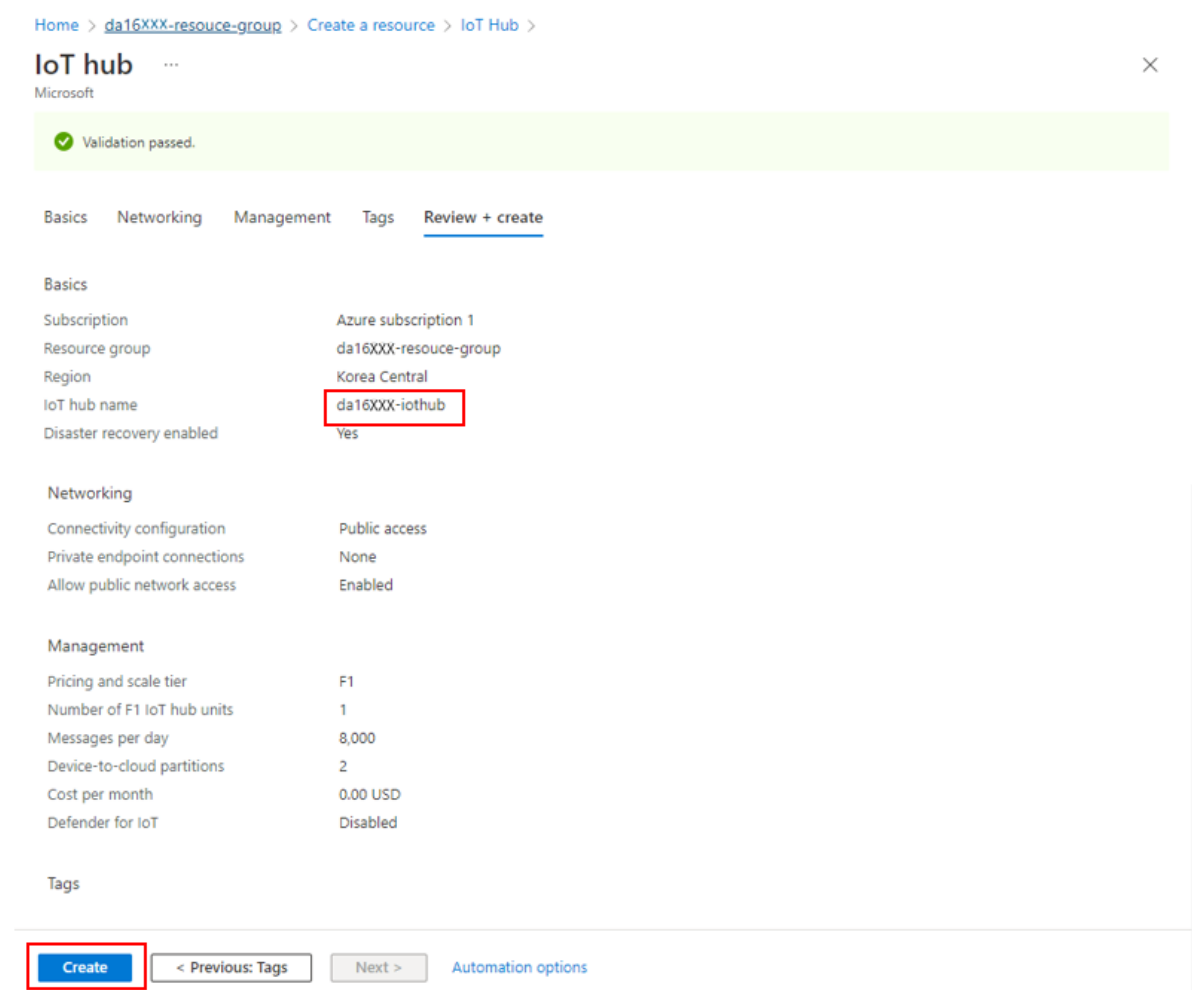 Home > da16XXX-resouce-group > Create a resource > IoT Hub >
IoT hub ...
Microsoft
Validation passed.
Basics Networking Management Tags Review + create
Basics
Subscription Azure subscription 1
Resource group da16XXX-resouce-group
Region Korea Central
IoT hub name da16XXX-iothub
Disaster recovery enabled Yes
Networking
Connectivity configuration Public access
Private endpoint connections None
Allow public network access Enabled
Management
Pricing and scale tier F1
Number of F1 IoT hub units 1
Messages per day 8,000
Device-to-cloud partitions 2
Cost per month 0.00 USD
Defender for IoT Disabled
Tags
Create < Previous: Tags Next > Automation options